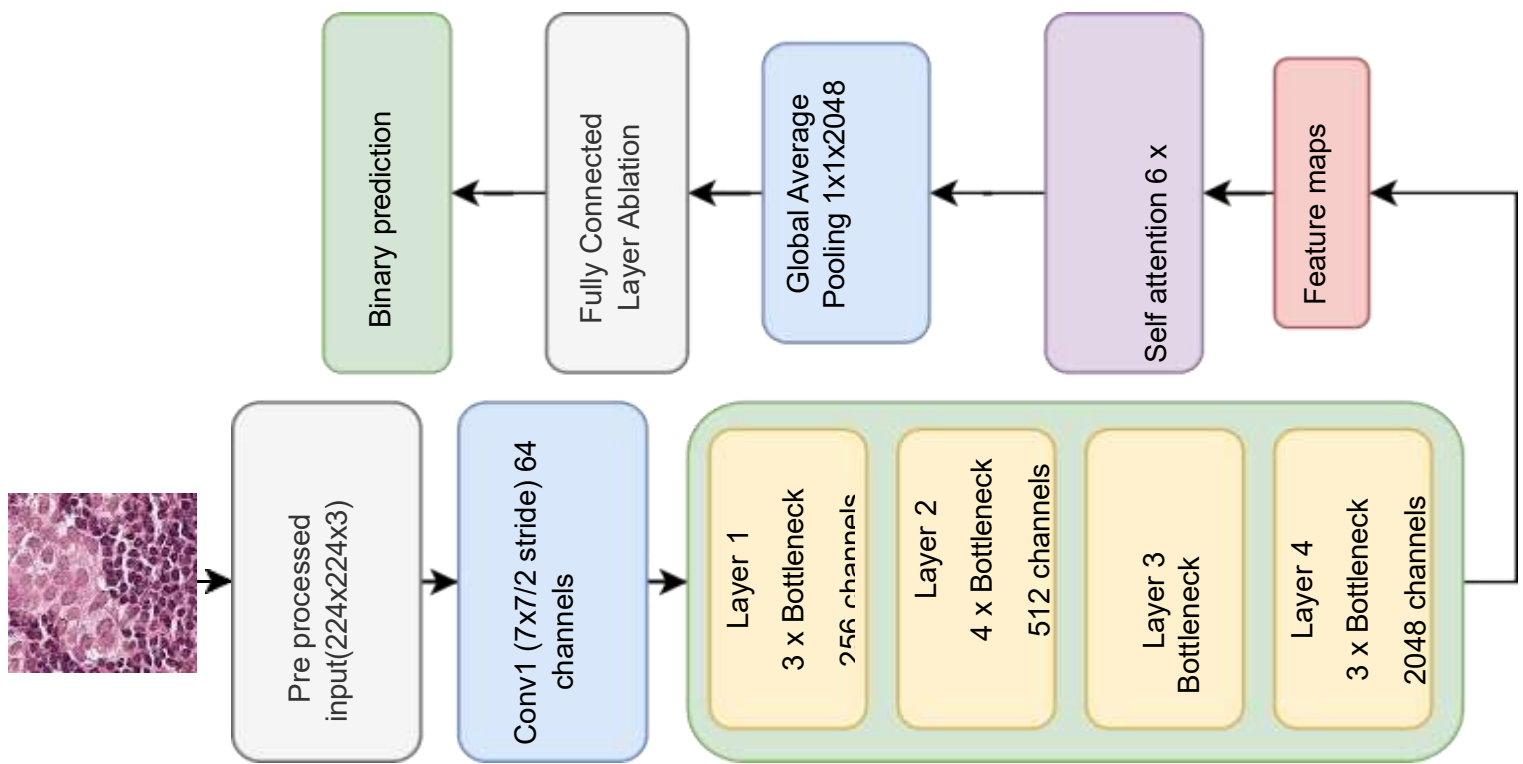 Pre processed
input(224x224x3)
Conv1 (7x7/2 stride) 64
channels
Layer 1
3 x Bottleneck
256 channels
Layer 2
4 x Bottleneck
512 channels
Layer 3
Bottleneck
Layer 4
3 x Bottleneck
2048 channels
Feature maps
Self attention 6 x
Global Average
Pooling 1x1x2048
Fully Connected
Layer Ablation
Binary prediction